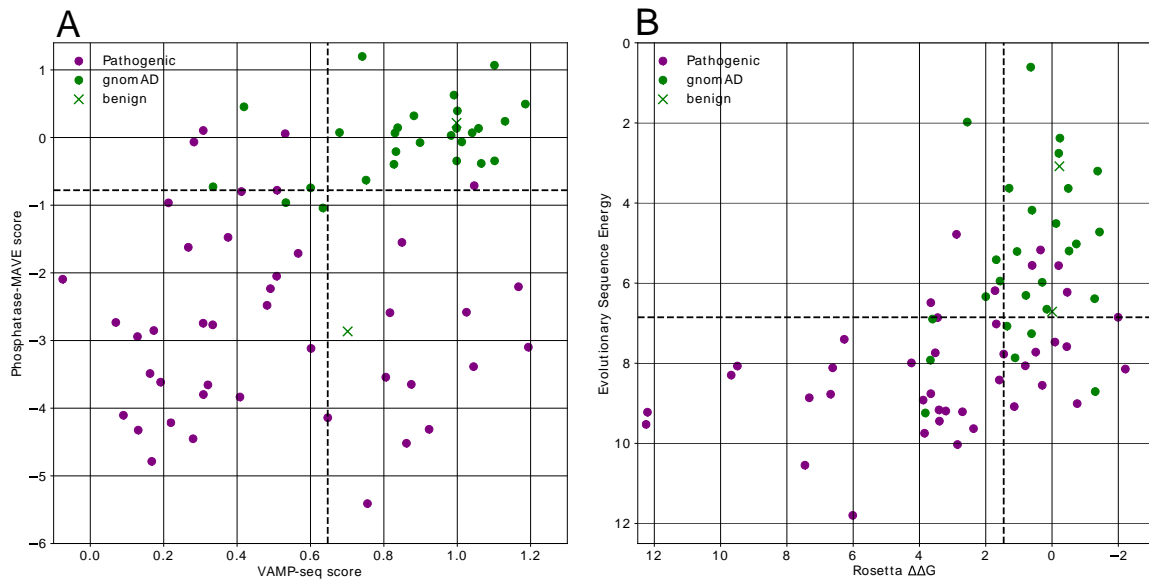 A
Pathogenic
gnomAD
benign
1
0
−1
−2
−3
−4
−5
−6
Phosphatase-MAVE score
0.0 0.2 0.4 0.6 0.8 1.0 1.2
VAMP-seq score
B
Pathogenic
gnomAD
benign
0
2
4
6
8
10
12
Evolutionary Sequence Energy
12 10 8 6 4 2 0 −2
Rosetta ΔΔG